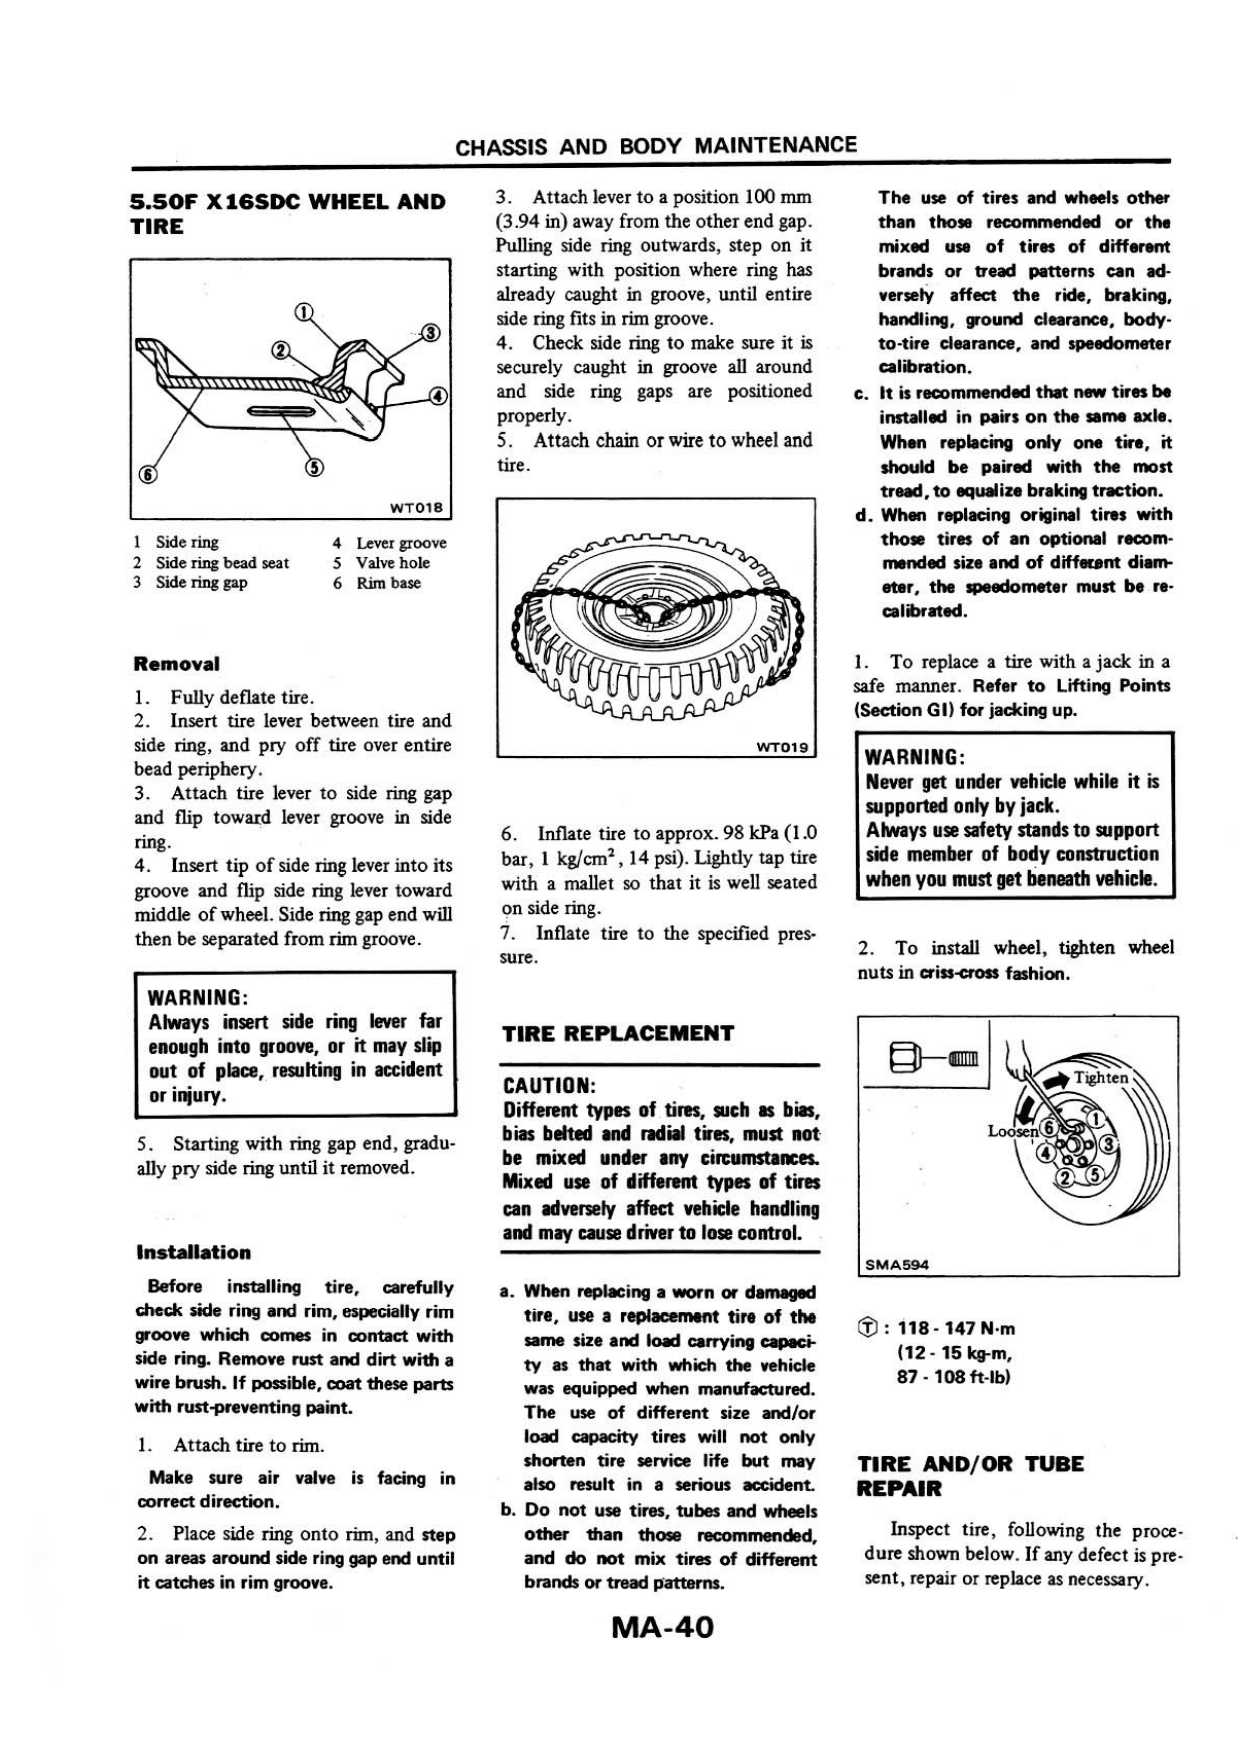 CHASSIS AND BODY MAINTENANCE
5.50F X16SDC WHEEL AND
TIRE
1
2
3
4
5
6
WT018
1 Side ring
2 Side ring bead seat
3 Side ring gap
4 Lever groove
5 Valve hole
6 Rim base
Removal
1. Fully deflate tire.
2. Insert tire lever between tire and
side ring, and pry off tire over entire
bead periphery.
3. Attach tire lever to side ring gap
and flip toward lever groove in side
ring.
4. Insert tip of side ring lever into its
groove and flip side ring lever toward
middle of wheel. Side ring gap end will
then be separated from rim groove.
WARNING:
Always insert side ring lever far
enough into groove, or it may slip
out of place, resulting in accident
or injury.
5. Starting with ring gap end, gradu-
ally pry side ring until it removed.
Installation
Before installing tire, carefully
check side ring and rim, especially rim
groove which comes in contact with
side ring. Remove rust and dirt with a
wire brush. If possible, coat these parts
with rust-preventing paint.
1. Attach tire to rim.
Make sure air valve is facing in
correct direction.
2. Place side ring onto rim, and step
on areas around side ring gap end until
it catches in rim groove.
3. Attach lever to a position 100 mm
(3.94 in) away from the other end gap.
Pulling side ring outwards, step on it
starting with position where ring has
already caught in groove, until entire
side ring fits in rim groove.
4. Check side ring to make sure it is
securely caught in groove all around
and side ring gaps are positioned
properly.
5. Attach chain or wire to wheel and
tire.
WT019
6. Inflate tire to approx. 98 kPa (1.0
bar, 1 kg/cm², 14 psi). Lightly tap tire
with a mallet so that it is well seated
on side ring.
7. Inflate tire to the specified pres-
sure.
TIRE REPLACEMENT
CAUTION:
Different types of tires, such as bias,
bias belted and radial tires, must not
be mixed under any circumstances.
Mixed use of different types of tires
can adversely affect vehicle handling
and may cause driver to lose control.
a. When replacing a worn or damaged
tire, use a replacement tire of the
same size and load carrying capaci-
ty as that with which the vehicle
was equipped when manufactured.
The use of different size and/or
load capacity tires will not only
shorten tire service life but may
also result in a serious accident.
b. Do not use tires, tubes and wheels
other than those recommended,
and do not mix tires of different
brands or tread patterns.
The use of tires and wheels other
than those recommended or the
mixed use of tires of different
brands or tread patterns can ad-
versely affect the ride, braking,
handling, ground clearance, body-
to-tire clearance, and speedometer
calibration.
c. It is recommended that new tires be
installed in pairs on the same axle.
When replacing only one tire, it
should be paired with the most
tread, to equalize braking traction.
d. When replacing original tires with
those tires of an optional recom-
mended size and of different diam-
eter, the speedometer must be re-
calibrated.
1. To replace a tire with a jack in a
safe manner. Refer to Lifting Points
(Section GI) for jacking up.
WARNING:
Never get under vehicle while it is
supported only by jack.
Always use safety stands to support
side member of body construction
when you must get beneath vehicle.
2. To install wheel, tighten wheel
nuts in criss-cross fashion.
Tighten
Loosen
1
6
3
4
2
5
SMA594
T : 118 - 147 N·m
(12 - 15 kg-m,
87 - 108 ft-lb)
TIRE AND/OR TUBE
REPAIR
Inspect tire, following the proce-
dure shown below. If any defect is pre-
sent, repair or replace as necessary.
MA-40